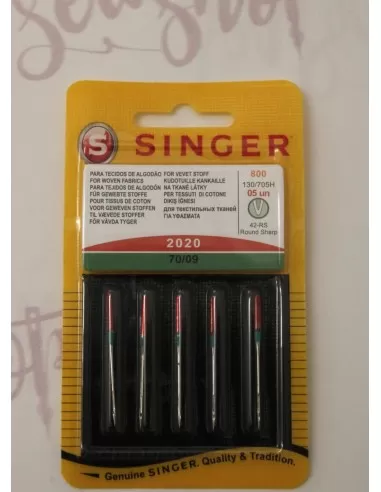 S SINGER
PARA TECIDOS DE ALGODÃO
FOR WOVEN FABRICS
PARA TEJIDOS DE ALGODÓN
FÜR GEWEBTE STOFFE
POUR TISSUS DE COTON
VOOR GEWEVEN STOFFEN
TIL VÆVEDE STOFFER
FÖR VÄVDA TYGER
FOR VEVET STOFF
KUDOTUILLE KANKAILLE
NA TKANÉ LÁTKY
PER TESSUTI DI COTONE
DIKIŞ İĞNESI
ДЛЯ ТЕКСТИЛЬНЫХ ТКАНЕЙ
ΓΙΑ ΥΦΑΣΜΑΤΑ
600
130/705H
05 un
42-RS
Round Sharp
2020
70/09
Genuine SINGER. Quality & Tradition.